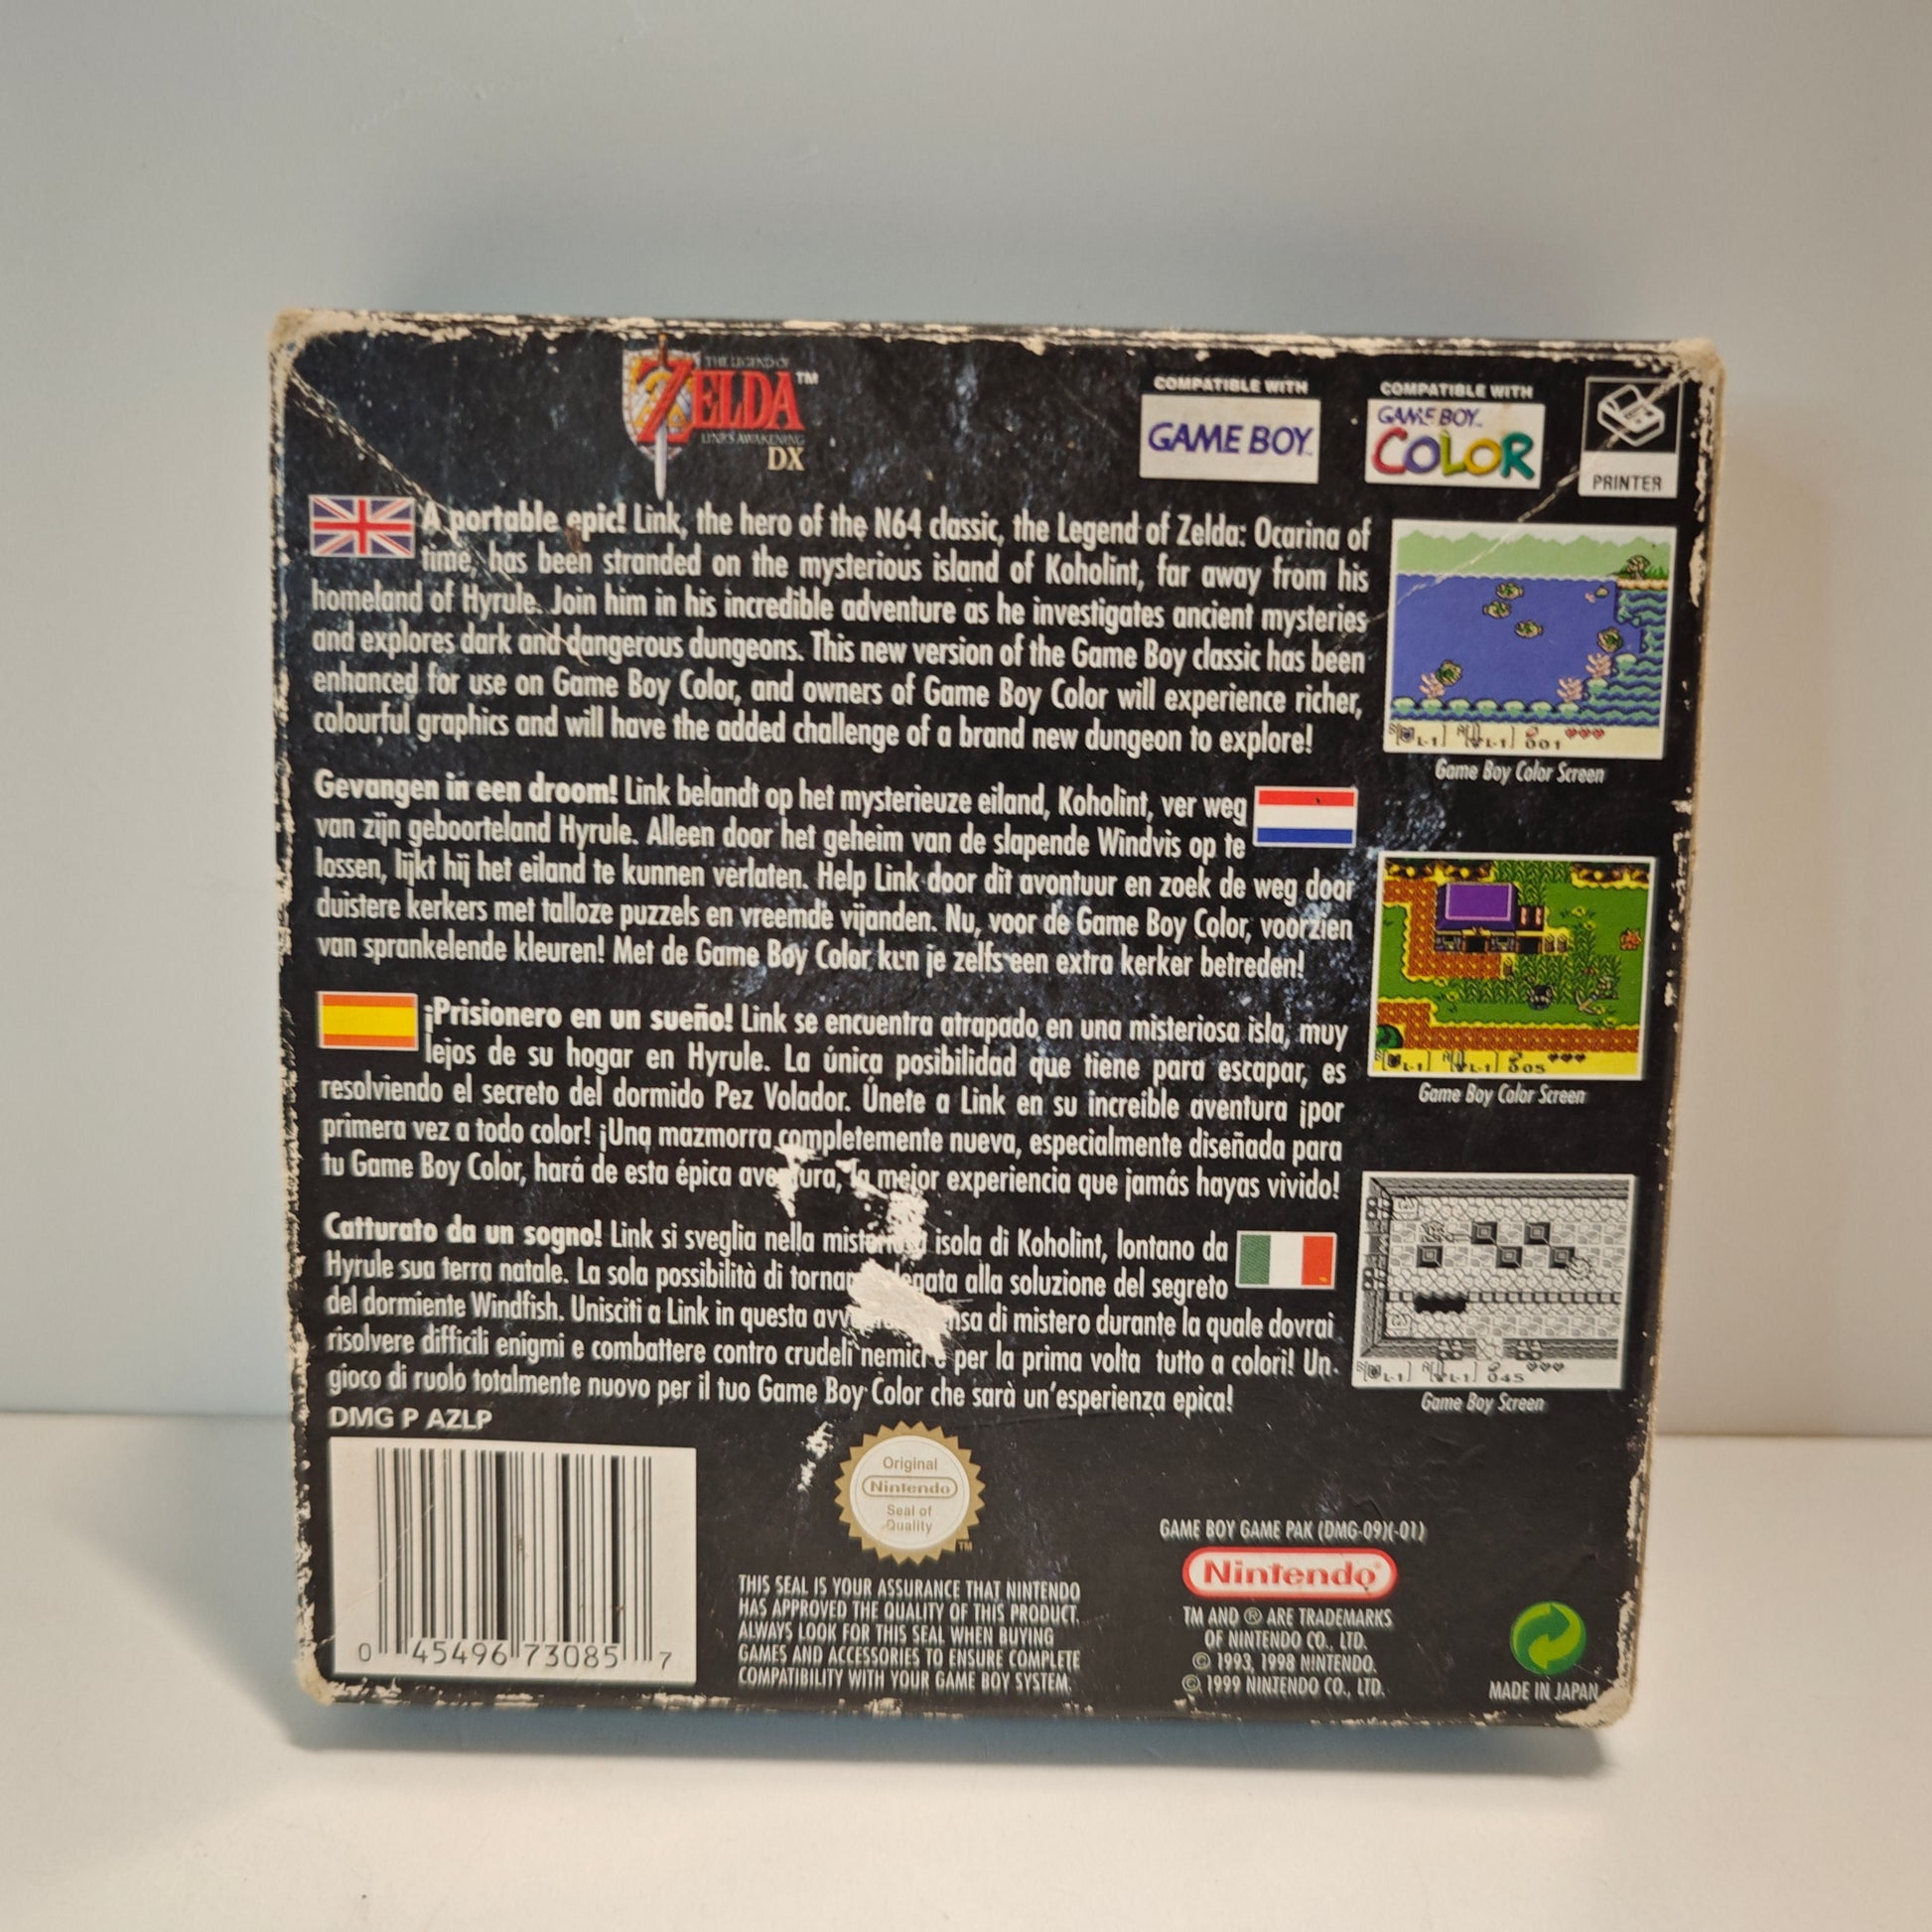 THE LEGEND OF
ZELDA™
LINK'S AWAKENING
DX
COMPATIBLE WITH
GAME BOY™
COMPATIBLE WITH
GAME BOY™
COLOR
PRINTER
A portable epic! Link, the hero of the N64 classic, the Legend of Zelda: Ocarina of
time, has been stranded on the mysterious island of Koholint, far away from his
homeland of Hyrule. Join him in his incredible adventure as he investigates ancient mysteries
and explores dark and dangerous dungeons. This new version of the Game Boy classic has been
enhanced for use on Game Boy Color, and owners of Game Boy Color will experience richer,
colourful graphics and will have the added challenge of a brand new dungeon to explore!
B L-1 A L-1 001
Game Boy Color Screen
Gevangen in een droom! Link belandt op het mysterieuze eiland, Koholint, ver weg
van zijn geboorteland Hyrule. Alleen door het geheim van de slapende Windvis op te
lossen, lijkt hij het eiland te kunnen verlaten. Help Link door dit avontuur en zoek de weg door
duistere kerkers met talloze puzzels en vreemde vijanden. Nu, voor de Game Boy Color, voorzien
van sprankelende kleuren! Met de Game Boy Color kun je zelfs een extra kerker betreden!
B L-1 A L-1 005
Game Boy Color Screen
¡Prisionero en un sueño! Link se encuentra atrapado en una misteriosa isla, muy
lejos de su hogar en Hyrule. La única posibilidad que tiene para escapar, es
resolviendo el secreto del dormido Pez Volador. Únete a Link en su increible aventura ¡por
primera vez a todo color! ¡Una mazmorra completamente nueva, especialmente diseñada para
tu Game Boy Color, hará de esta épica aventura, la mejor experiencia que jamás hayas vivido!
Catturato da un sogno! Link si sveglia nella isola di Koholint, lontano da
Hyrule sua terra natale. La sola possibilità di alla soluzione del segreto
del dormiente Windfish. Unisciti a Link in questa di mistero durante la quale dovrai
risolvere difficili enigmi e combattere contro crudeli nemici e per la prima volta tutto a colori! Un
gioco di ruolo totalmente nuovo per il tuo Game Boy Color che sarà un'esperienza epica!
B L-1 A L-1 045
Game Boy Screen
DMG P AZLP
0 45496 73085 7
Original
Nintendo
Seal of
Quality
TM
THIS SEAL IS YOUR ASSURANCE THAT NINTENDO
HAS APPROVED THE QUALITY OF THIS PRODUCT.
ALWAYS LOOK FOR THIS SEAL WHEN BUYING
GAMES AND ACCESSORIES TO ENSURE COMPLETE
COMPATIBILITY WITH YOUR GAME BOY SYSTEM.
GAME BOY GAME PAK (DMG-09)(-01)
Nintendo®
TM AND ® ARE TRADEMARKS
OF NINTENDO CO., LTD.
© 1993, 1998 NINTENDO.
© 1999 NINTENDO CO., LTD.
MADE IN JAPAN